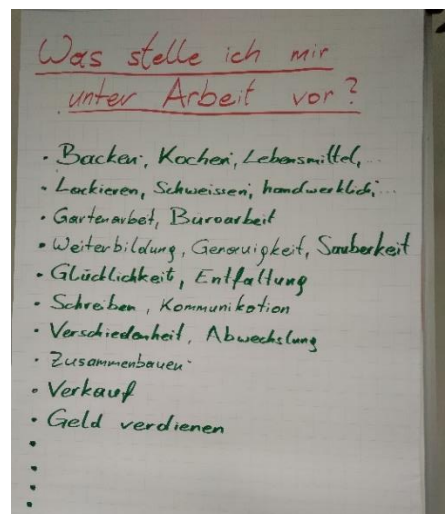 Was stelle ich mir
unter Arbeit vor?
• Backen, Kochen, Lebensmittel, ...
• Lackieren, Schweissen, handwerklich, ...
• Gartenarbeit, Büroarbeit
• Weiterbildung, Genauigkeit, Sauberkeit
• Glücklichkeit, Entfaltung
• Schreiben, Kommunikation
• Verschiedenheit, Abwechslung
• Zusammenbauen
• Verkauf
• Geld verdienen
•
•
•
•